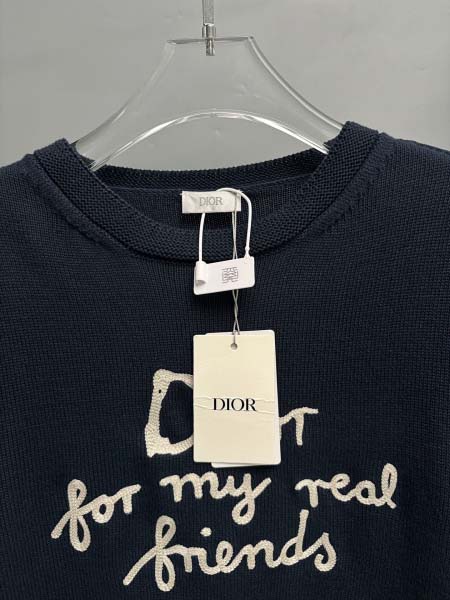 DIOR
DIOR
D r
for my real
friends